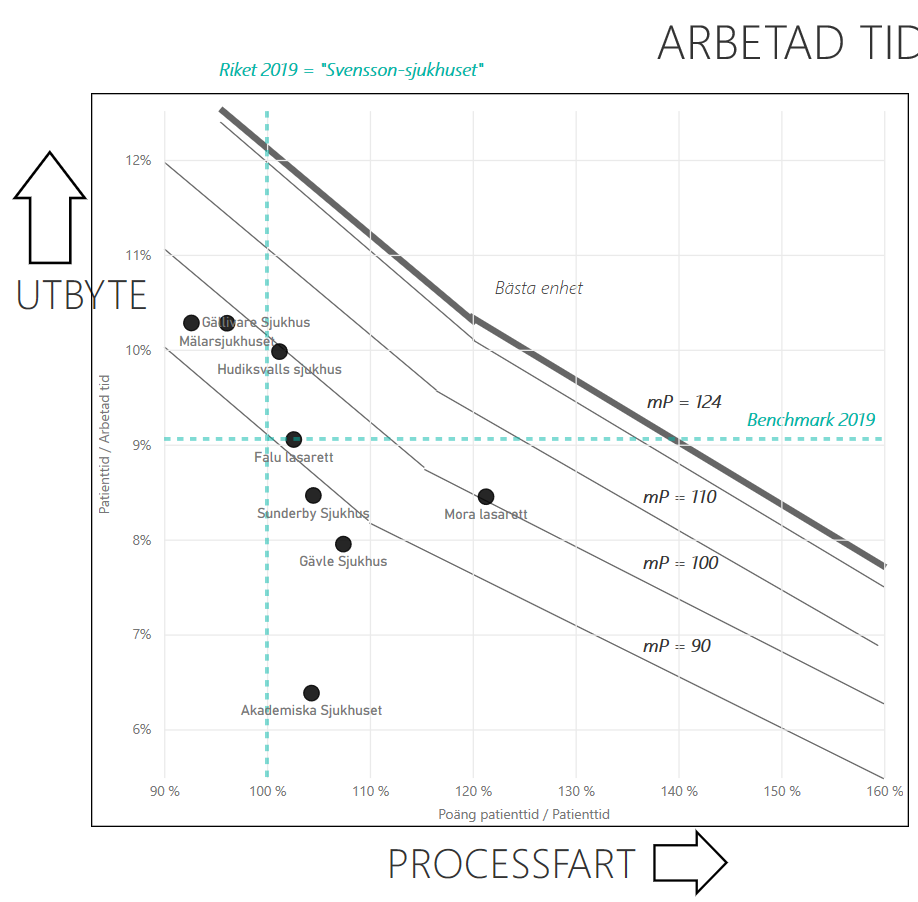 ARBETAD TID
Riket 2019 = "Svensson-sjukhuset"
12%
11%
Bästa enhet
UTBYTE
Gällivare Sjukhus
Mälarsjukhuset
10%
Hudiksvalls sjukhus
mP = 124
Benchmark 2019
9%
Falu lasarett
mP = 110
Sunderby Sjukhus
Mora lasarett
8%
Gävle Sjukhus
mP = 100
7%
mP = 90
Akademiska Sjukhuset
6%
Patienttid / Arbetad tid
90 % 100 % 110 % 120 % 130 % 140 % 150 % 160 %
Poäng patienttid / Patienttid
PROCESSFART